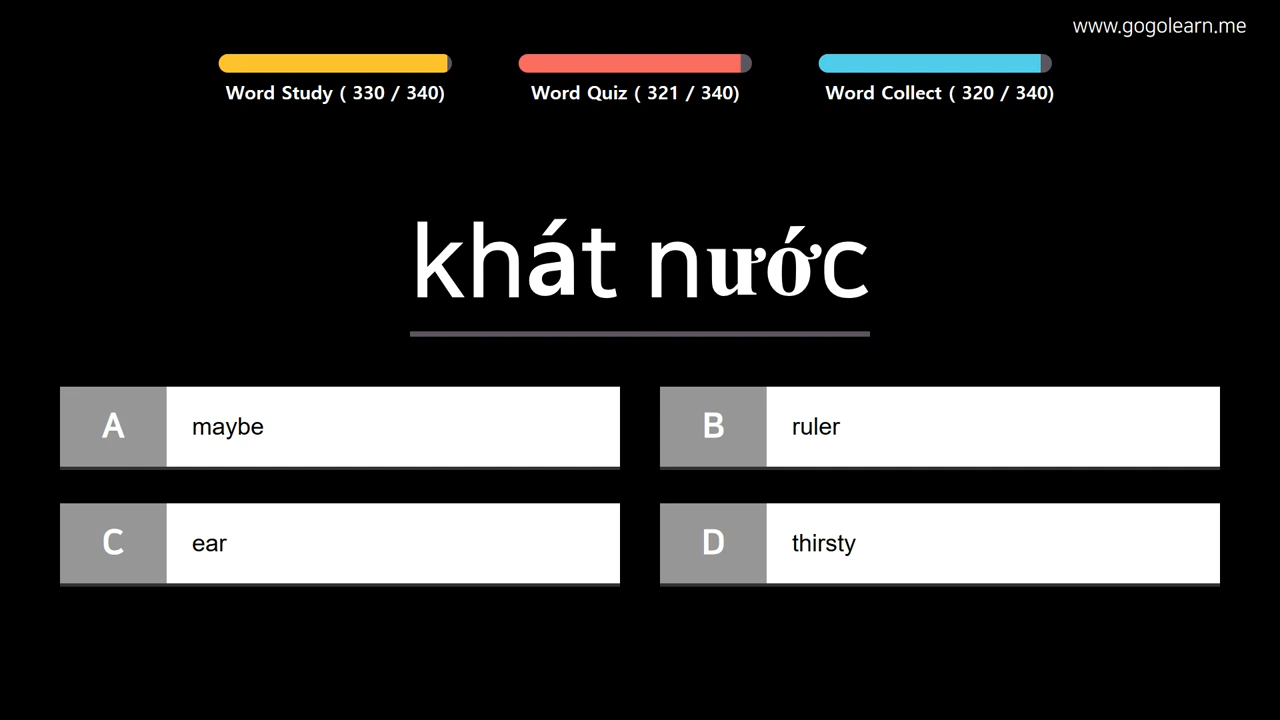 www.gogolearn.me
Word Study ( 330 / 340)
Word Quiz ( 321 / 340)
Word Collect ( 320 / 340)
khát nước
A maybe
B ruler
C ear
D thirsty